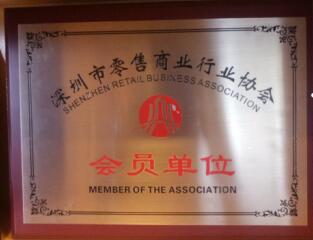 深圳市零售商业行业协会
SHENZHEN RETAIL BUSINESS ASSOCIATION
会员单位
MEMBER OF THE ASSOCIATION